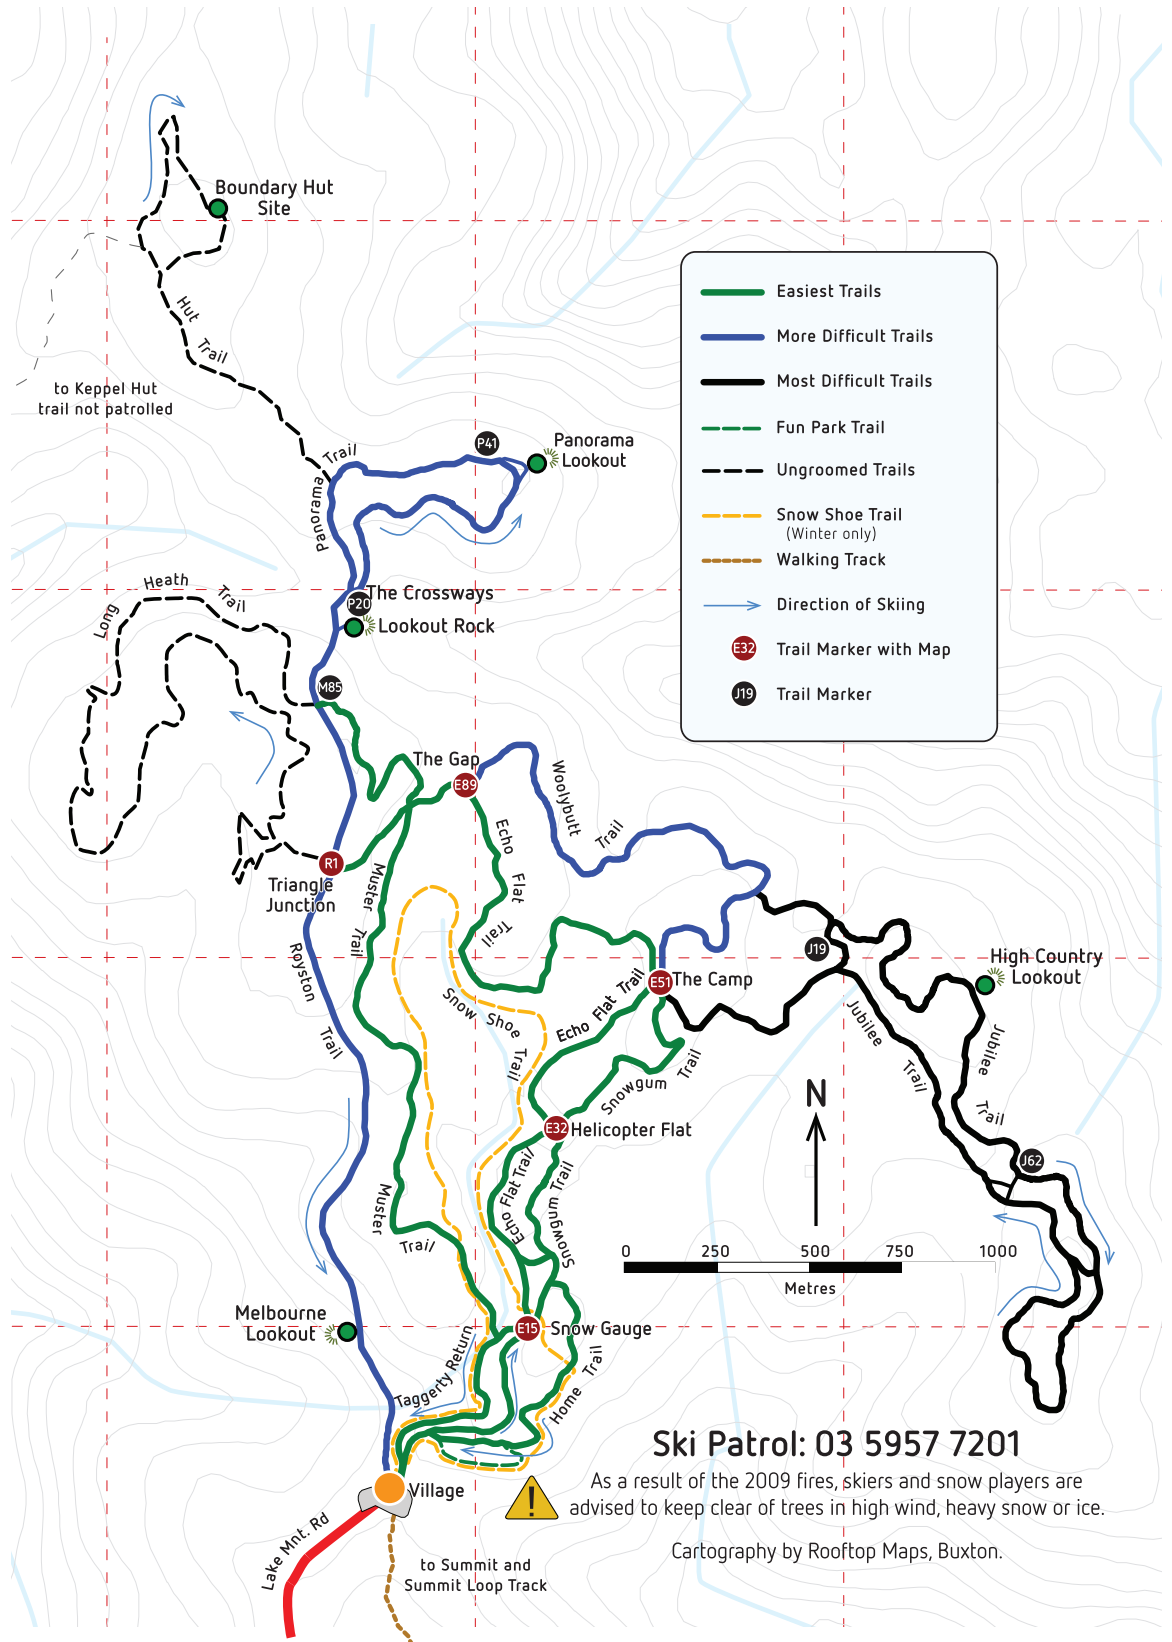 Boundary Hut
Site
Hut
Trail
to Keppel Hut
trail not patrolled
Easiest Trails
More Difficult Trails
Most Difficult Trails
Fun Park Trail
Ungroomed Trails
Snow Shoe Trail
(Winter only)
Walking Track
Direction of Skiing
E32
Trail Marker with Map
J19
Trail Marker
Panorama
Trail
P41
Panorama
Lookout
The Crossways
P20
Lookout Rock
Long
Heath
Trail
M85
The Gap
E89
Woolybutt
Trail
Echo
Flat
Trail
R1
Triangle
Junction
Muster
Trail
Royston
Trail
Snow Shoe
Trail
J19
High Country
Lookout
E51
The Camp
Echo Flat Trail
Jubilee
Trail
Jubilee
Trail
Snowgum
Trail
N
E32
Helicopter Flat
J62
Echo Flat Trail
Snowgum Trail
Muster
Trail
0
250
500
750
1000
Metres
Melbourne
Lookout
E15
Snow Gauge
Taggerty Return
Home Trail
Ski Patrol: 03 5957 7201
As a result of the 2009 fires, skiers and snow players are
advised to keep clear of trees in high wind, heavy snow or ice.
!
Village
Cartography by Rooftop Maps, Buxton.
Lake Mnt. Rd
to Summit and
Summit Loop Track